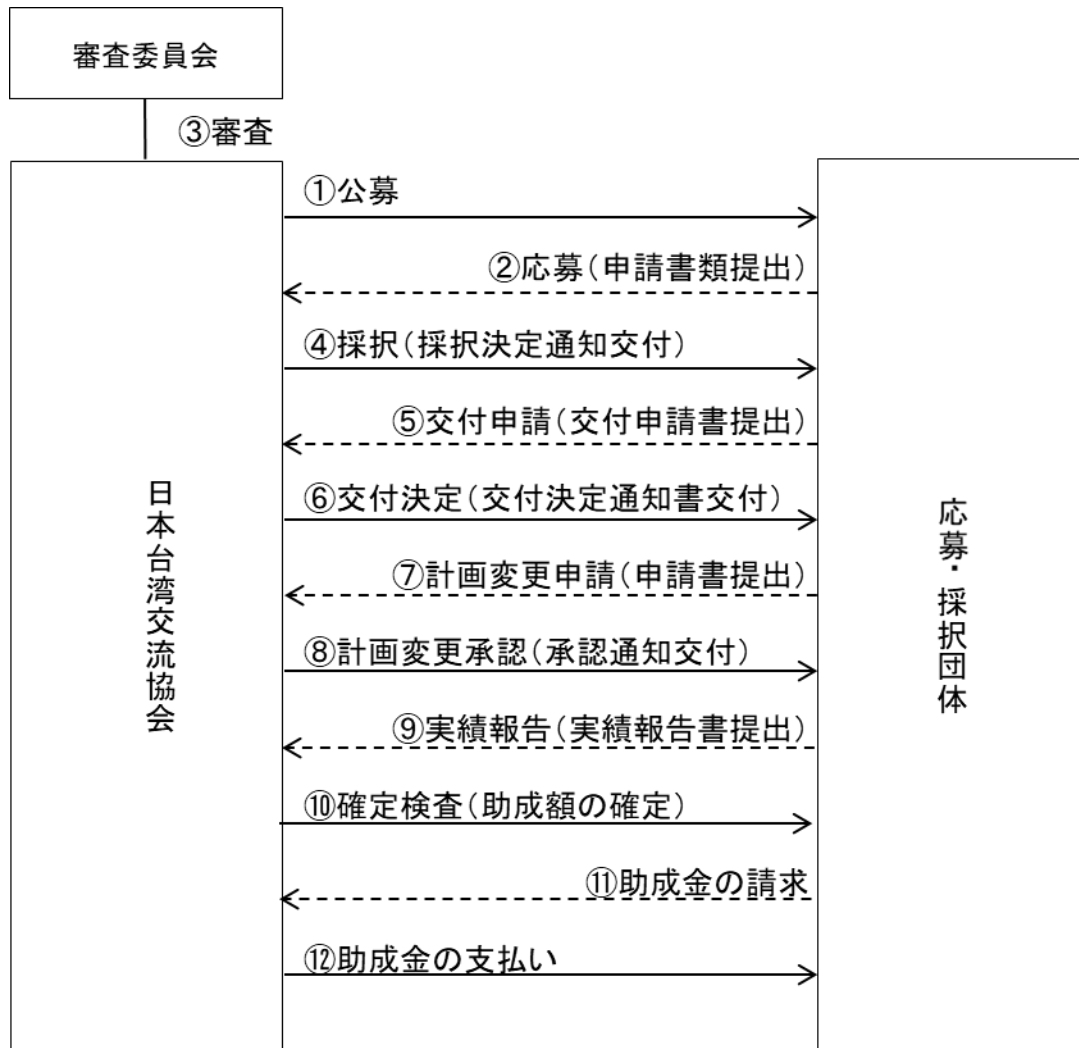 審査委員会
③審査
①公募
②応募(申請書類提出)
④採択(採択決定通知交付)
⑤交付申請(交付申請書提出)
⑥交付決定(交付決定通知書交付)
⑦計画変更申請(申請書提出)
⑧計画変更承認(承認通知交付)
⑨実績報告(実績報告書提出)
⑩確定検査(助成額の確定)
⑪助成金の請求
⑫助成金の支払い
日本台湾交流協会
応募・採択団体